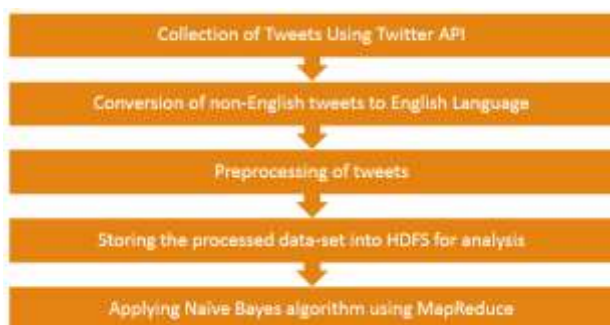 Collection of Tweets Using Twitter API
Conversion of non-English tweets to English Language
Preprocessing of tweets
Storing the processed data-set into HDFS for analysis
Applying Naïve Bayes algorithm using MapReduce